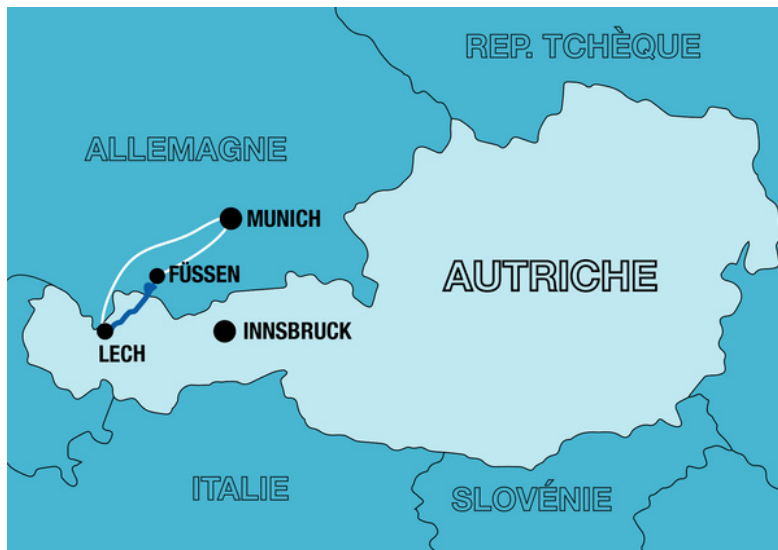 REP. TCHÈQUE
ALLEMAGNE
MUNICH
FÜSSEN
AUTRICHE
INNSBRUCK
LECH
ITALIE
SLOVÉNIE